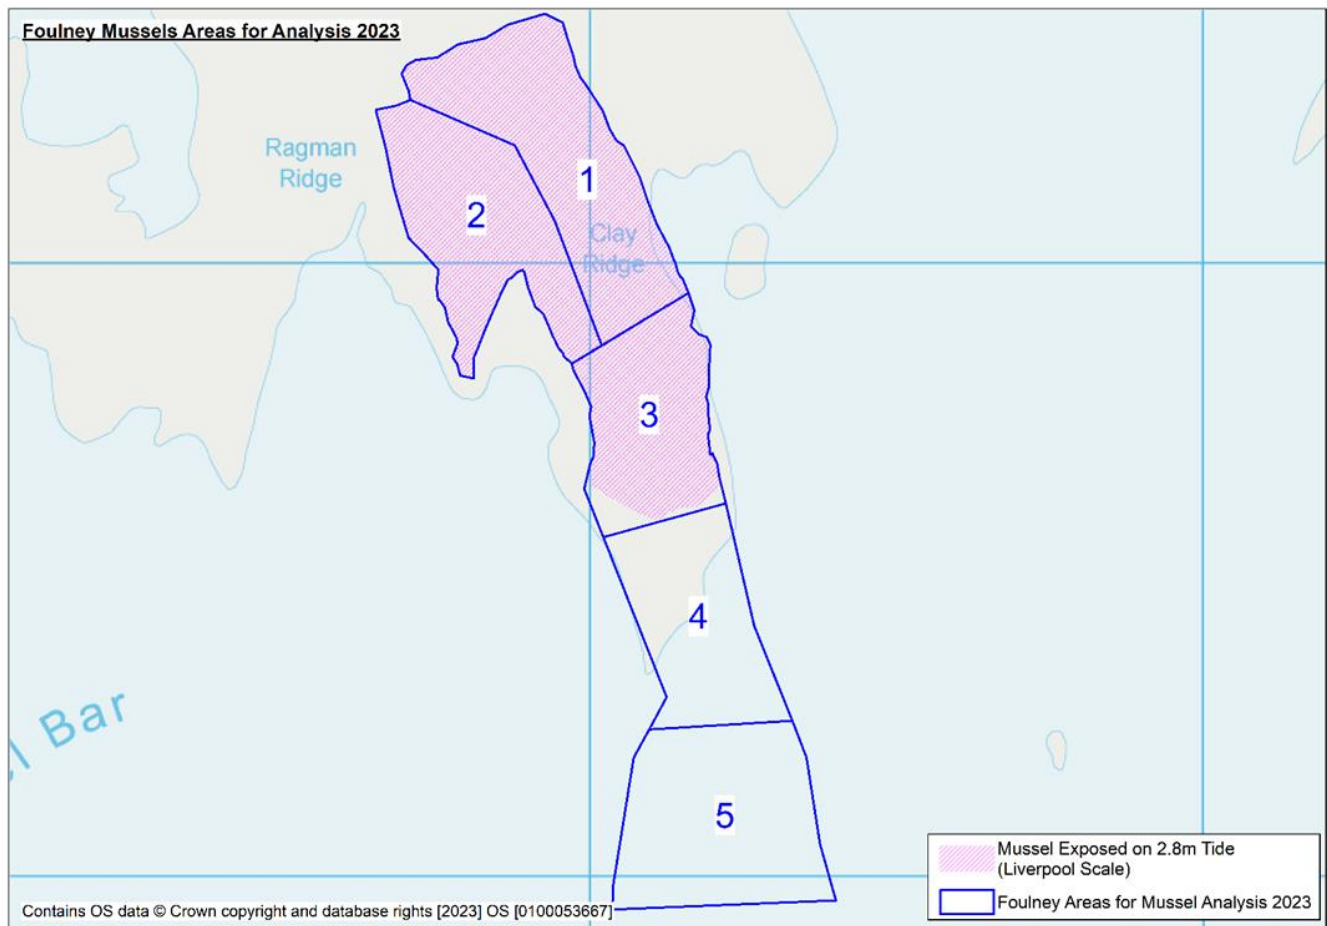 Foulney Mussels Areas for Analysis 2023
Ragman
Ridge
1
2
Clay
Ridge
3
4
Bar
5
Mussel Exposed on 2.8m Tide
(Liverpool Scale)
Foulney Areas for Mussel Analysis 2023
Contains OS data © Crown copyright and database rights [2023] OS [0100053667]